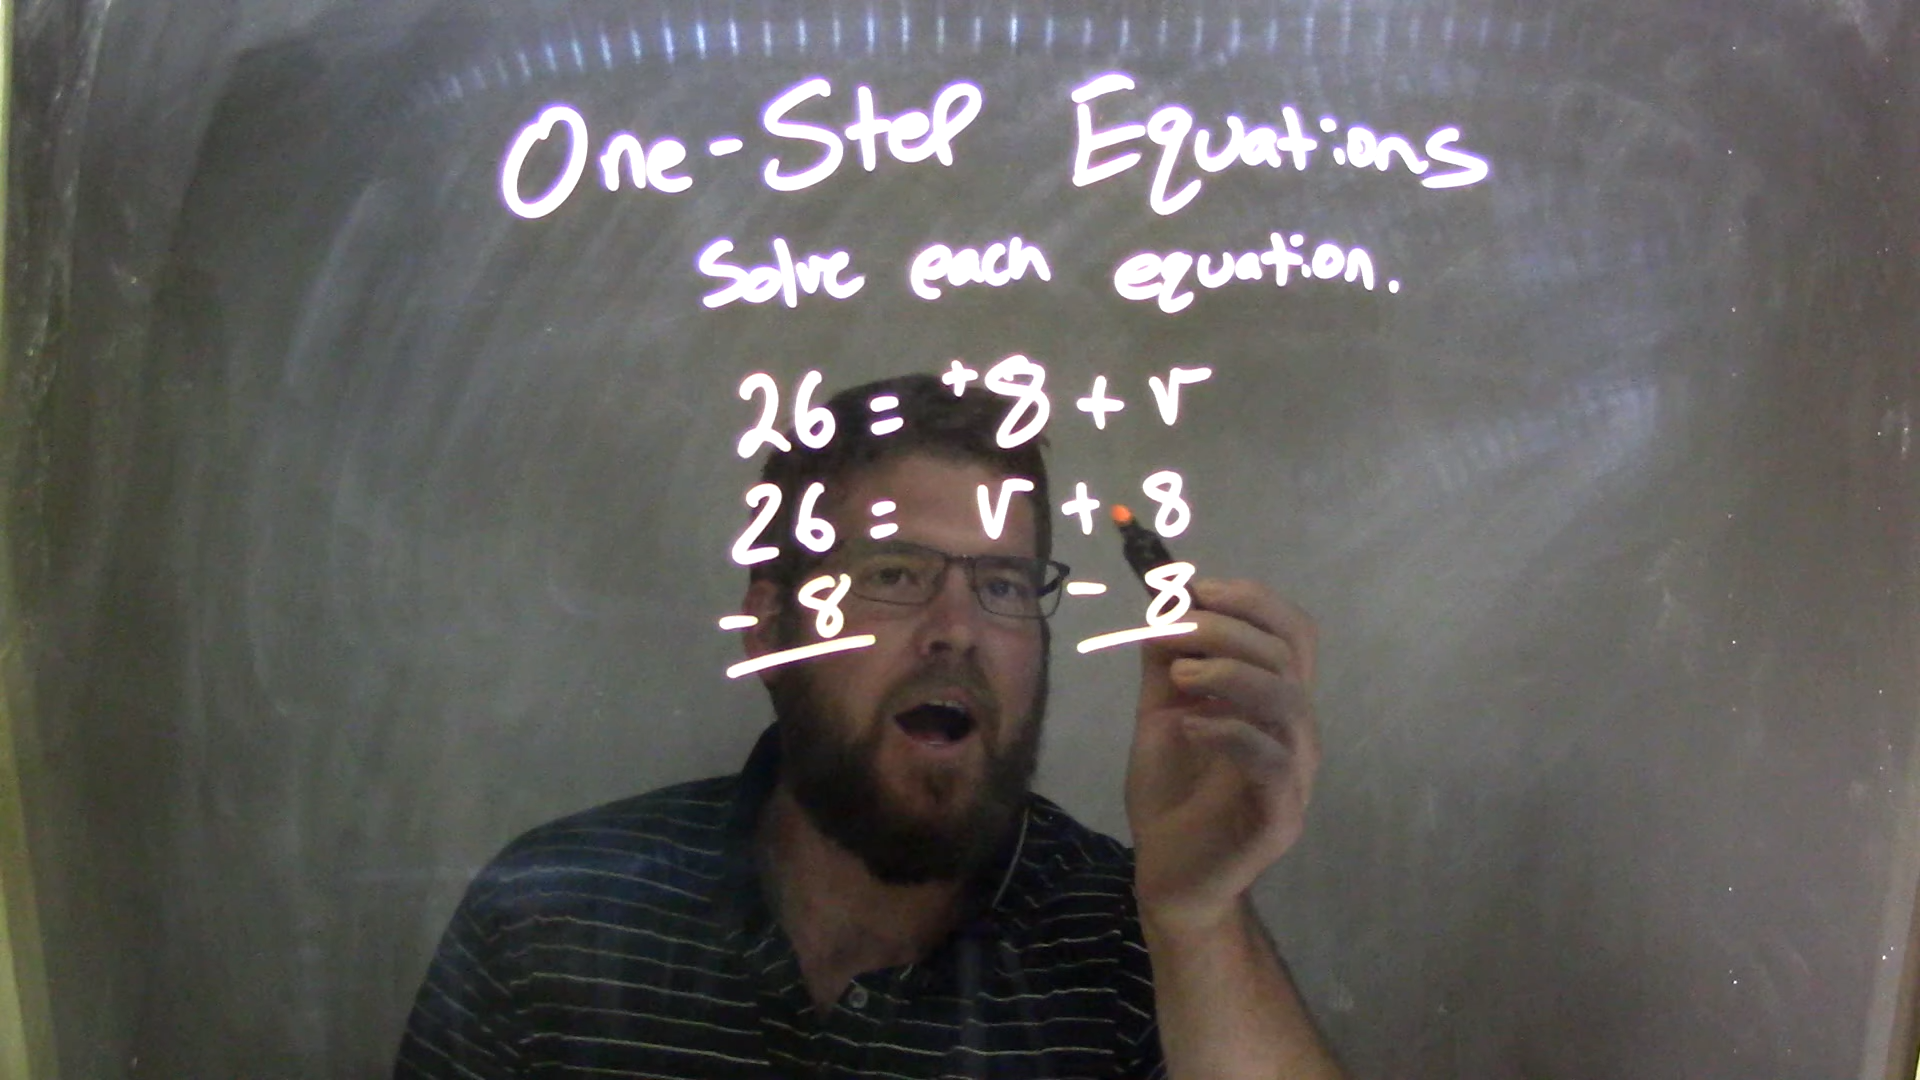 One-Step Equations
Solve each equation.
26 = +8 + v
26 = v + 8
- 8 - 8